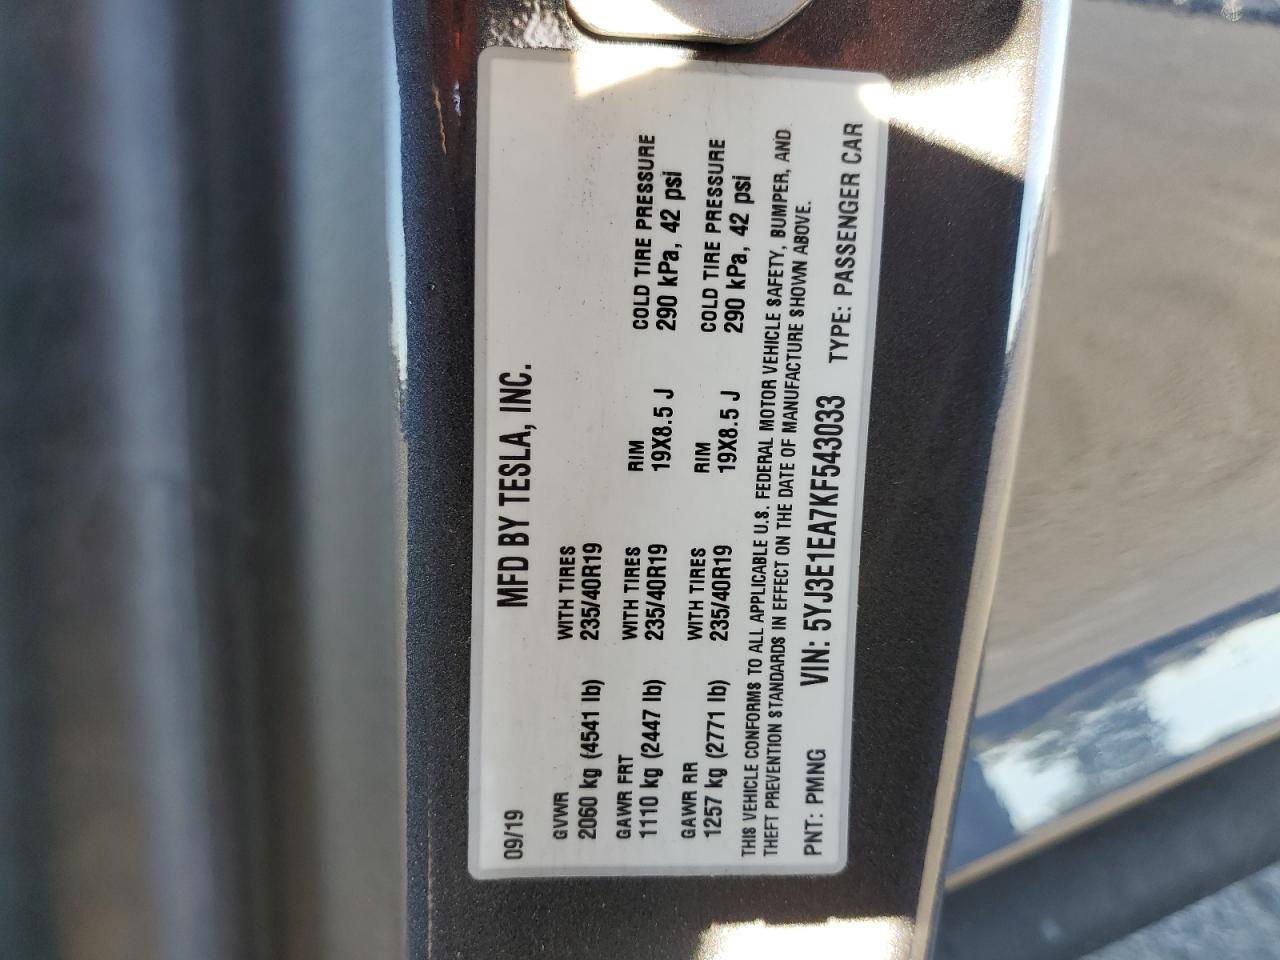 MFD BY TESLA, INC.
09/19
GVWR WITH TIRES
2060 kg (4541 lb) 235/40R19
GAWR FRT WITH TIRES RIM COLD TIRE PRESSURE
1110 kg (2447 lb) 235/40R19 19X8.5 J 290 kPa, 42 psi
GAWR RR WITH TIRES RIM COLD TIRE PRESSURE
1257 kg (2771 lb) 235/40R19 19X8.5 J 290 kPa, 42 psi
THIS VEHICLE CONFORMS TO ALL APPLICABLE U.S. FEDERAL MOTOR VEHICLE SAFETY, BUMPER, AND
THEFT PREVENTION STANDARDS IN EFFECT ON THE DATE OF MANUFACTURE SHOWN ABOVE.
PNT: PMNG VIN: 5YJ3E1EA7KF543033 TYPE: PASSENGER CAR